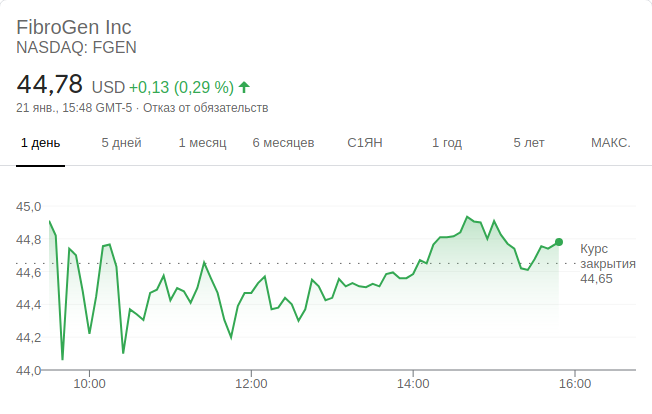 FibroGen Inc
NASDAQ: FGEN
44,78 USD +0,13 (0,29 %)
21 янв., 15:48 GMT-5 · Отказ от обязательств
1 день 5 дней 1 месяц 6 месяцев С1ЯН 1 год 5 лет МАКС.
45,0
44,8
44,6
44,4
44,2
44,0
Курс
закрытия
44,65
10:00 12:00 14:00 16:00